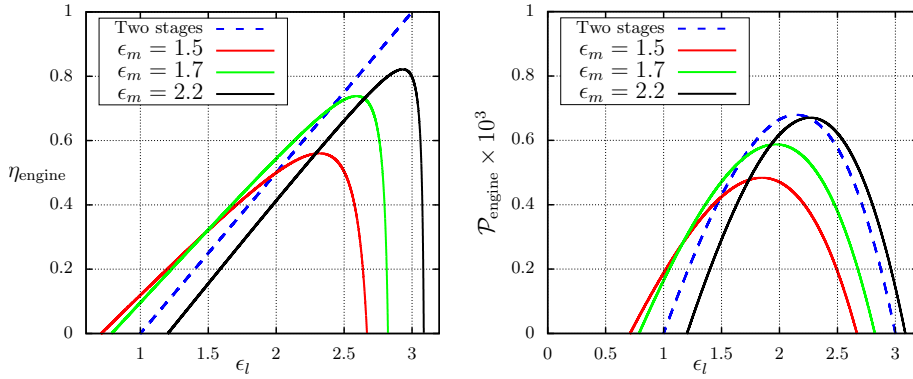 Two stages
ϵ_m = 1.5
ϵ_m = 1.7
ϵ_m = 2.2
1
0.8
0.6
0.4
0.2
0
η_engine
1
1.5
2
2.5
3
ϵ_l
Two stages
ϵ_m = 1.5
ϵ_m = 1.7
ϵ_m = 2.2
1
0.8
0.6
0.4
0.2
0
𝒫_engine × 10³
0
0.5
1
1.5
2
2.5
3
ϵ_l